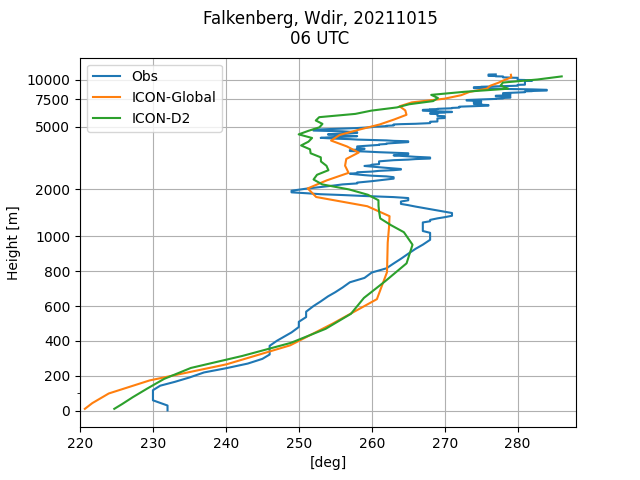 Falkenberg, Wdir, 20211015
06 UTC
Obs
ICON-Global
ICON-D2
10000
7500
5000
2000
1000
800
600
400
200
0
Height [m]
220 230 240 250 260 270 280
[deg]